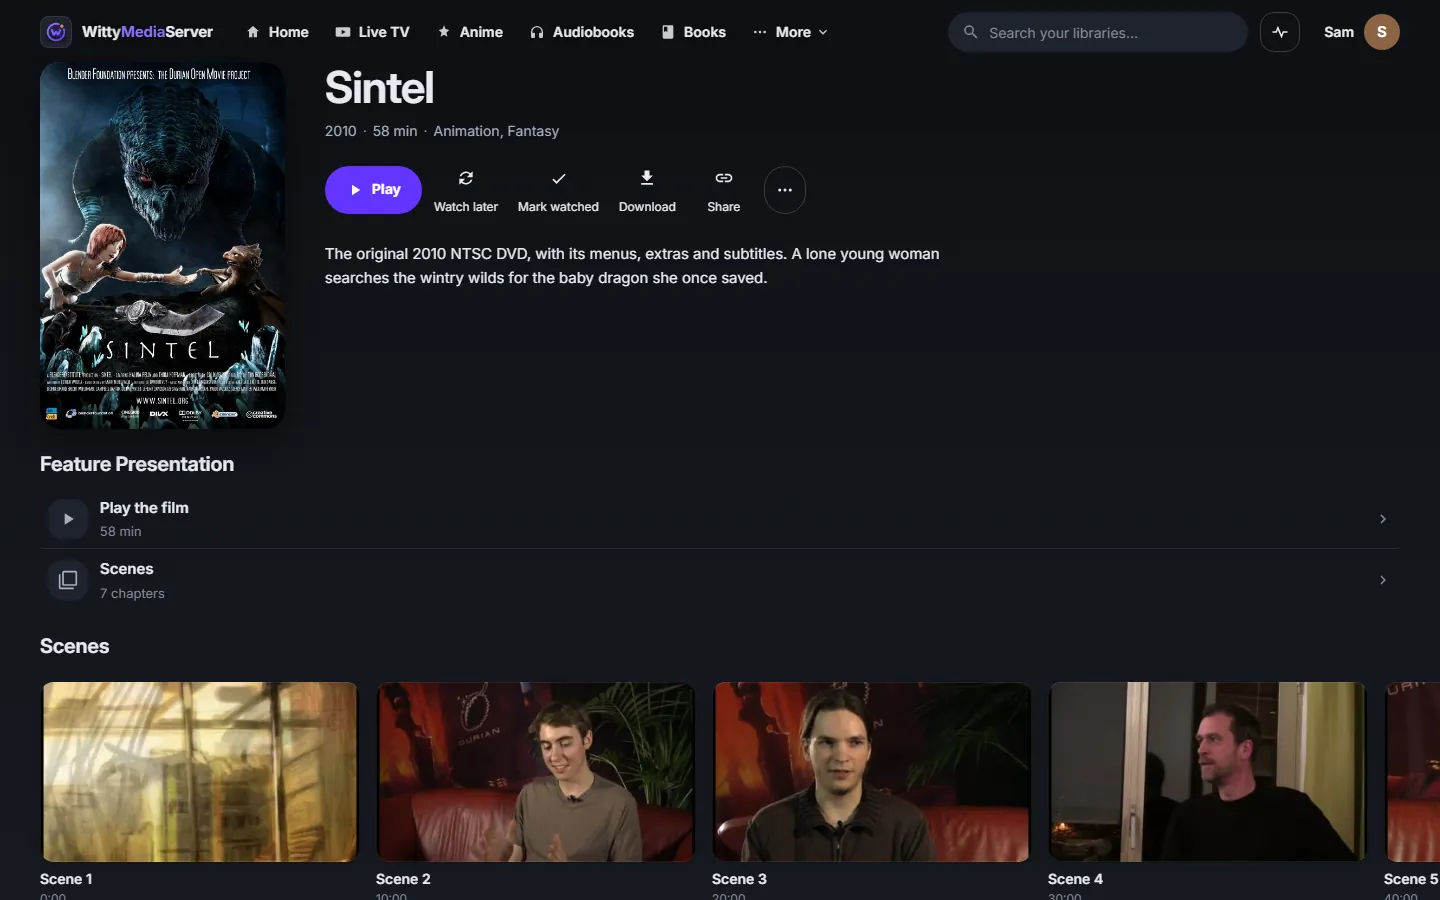 WittyMediaServer
Home
Live TV
Anime
Audiobooks
Books
More
Search your libraries...
Sam
S
BLENDER FOUNDATION PRESENTS: THE DURIAN OPEN MOVIE PROJECT
SINTEL
WWW.SINTEL.ORG
DIVX
Sintel
2010 · 58 min · Animation, Fantasy
Play
Watch later
Mark watched
Download
Share
The original 2010 NTSC DVD, with its menus, extras and subtitles. A lone young woman
searches the wintry wilds for the baby dragon she once saved.
Feature Presentation
Play the film
58 min
Scenes
7 chapters
Scenes
DURIAN
Scene 1
Scene 2
Scene 3
Scene 4
Scene 5
0:00
10:00
20:00
30:00
40:00